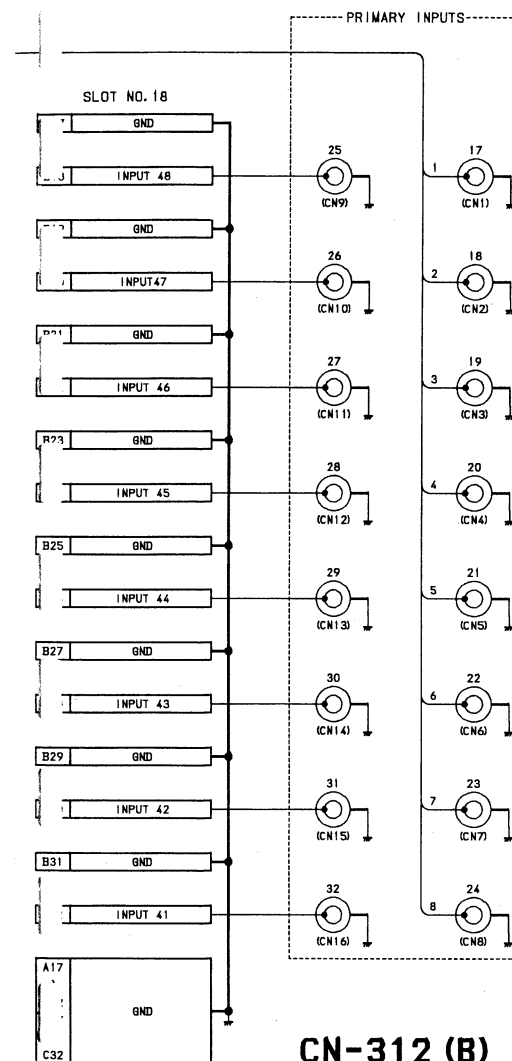 PRIMARY INPUTS
SLOT NO. 18
GND
INPUT 48
25
(CN9)
1
17
(CN1)
GND
INPUT47
26
(CN10)
2
18
(CN2)
GND
INPUT 46
27
(CN11)
3
19
(CN3)
B23
GND
INPUT 45
28
(CN12)
4
20
(CN4)
B25
GND
INPUT 44
29
(CN13)
5
21
(CN5)
B27
GND
INPUT 43
30
(CN14)
6
22
(CN6)
B29
GND
INPUT 42
31
(CN15)
7
23
(CN7)
B31
GND
INPUT 41
32
(CN16)
8
24
(CN8)
A17
GND
C32
CN-312 (B)